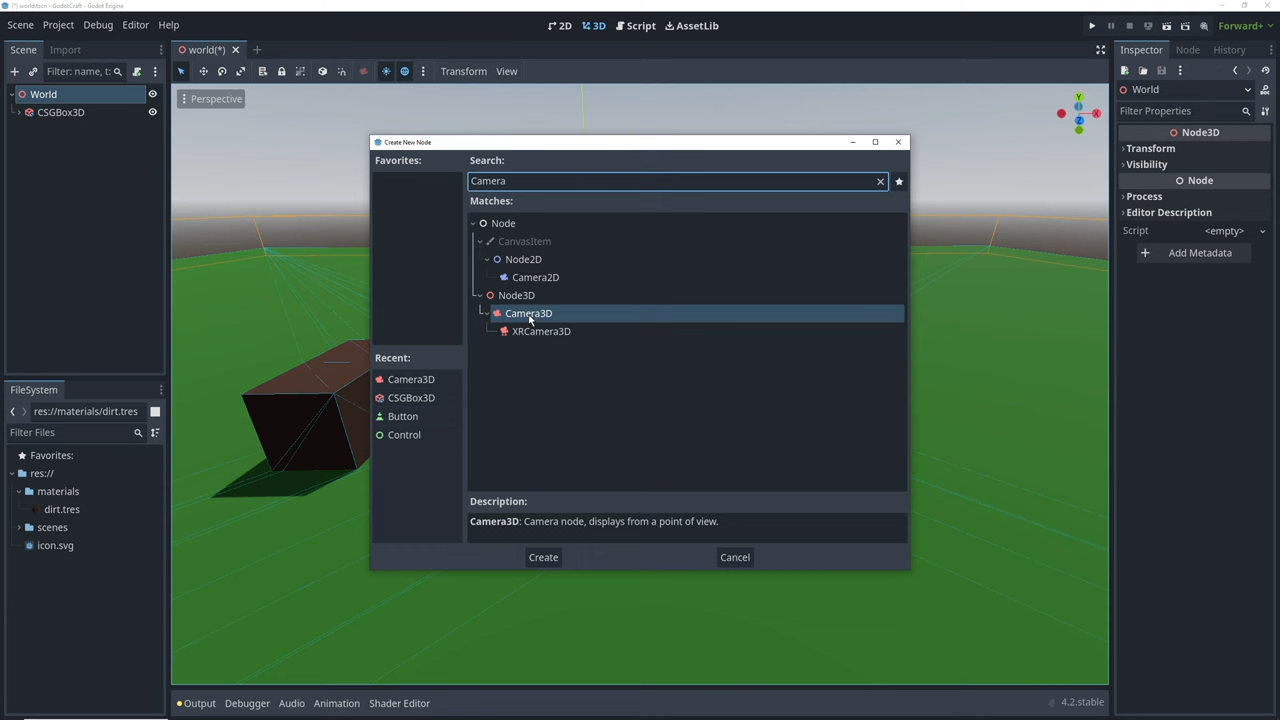 (*) world.tscn - GodotCraft - Godot Engine
Scene Project Debug Editor Help
2D 3D Script AssetLib
Forward+
Scene Import
world(*)
Inspector Node History
Filter: name, t:
Transform View
World
CSGBox3D
Perspective
Y
X
Z
World
Filter Properties
Node3D
Transform
Visibility
Node
Process
Editor Description
Script <empty>
Add Metadata
Create New Node
Favorites:
Search:
Camera
Matches:
Node
CanvasItem
Node2D
Camera2D
Node3D
Camera3D
XRCamera3D
Recent:
Camera3D
CSGBox3D
Button
Control
Description:
Camera3D: Camera node, displays from a point of view.
Create Cancel
FileSystem
res://materials/dirt.tres
Filter Files
Favorites:
res://
materials
dirt.tres
scenes
icon.svg
Output Debugger Audio Animation Shader Editor
4.2.stable